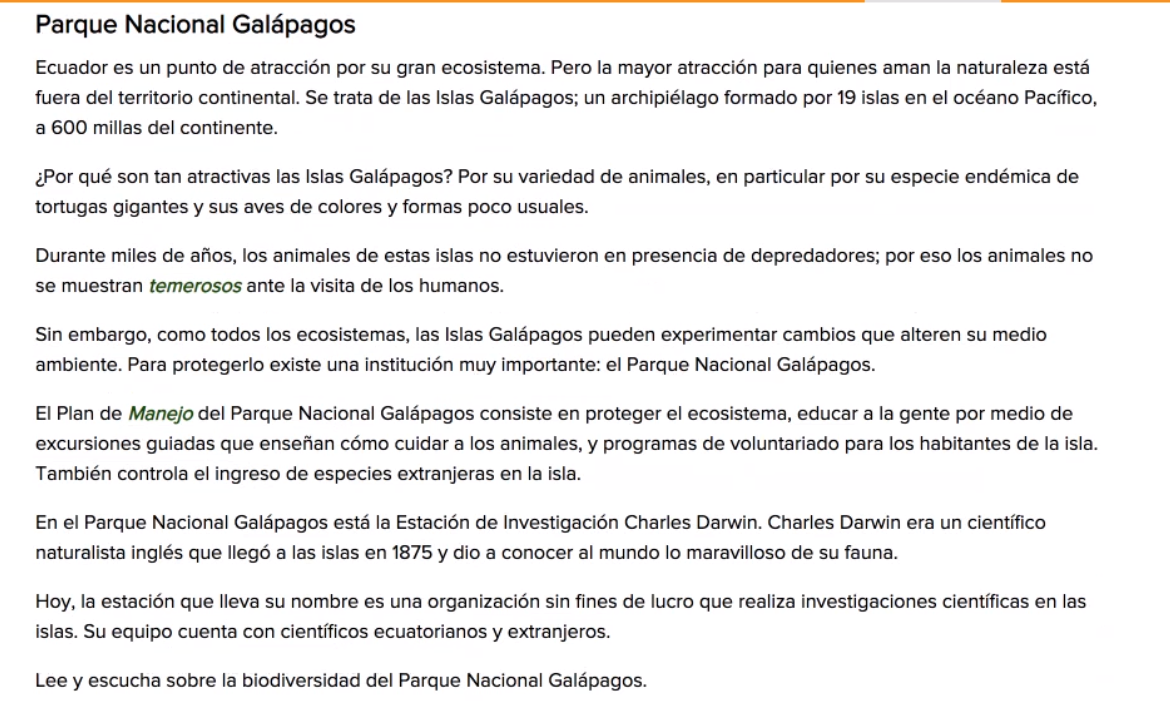 Parque Nacional Galápagos
Ecuador es un punto de atracción por su gran ecosistema. Pero la mayor atracción para quienes aman la naturaleza está
fuera del territorio continental. Se trata de las Islas Galápagos; un archipiélago formado por 19 islas en el océano Pacífico,
a 600 millas del continente.
¿Por qué son tan atractivas las Islas Galápagos? Por su variedad de animales, en particular por su especie endémica de
tortugas gigantes y sus aves de colores y formas poco usuales.
Durante miles de años, los animales de estas islas no estuvieron en presencia de depredadores; por eso los animales no
se muestran temerosos ante la visita de los humanos.
Sin embargo, como todos los ecosistemas, las Islas Galápagos pueden experimentar cambios que alteren su medio
ambiente. Para protegerlo existe una institución muy importante: el Parque Nacional Galápagos.
El Plan de Manejo del Parque Nacional Galápagos consiste en proteger el ecosistema, educar a la gente por medio de
excursiones guiadas que enseñan cómo cuidar a los animales, y programas de voluntariado para los habitantes de la isla.
También controla el ingreso de especies extranjeras en la isla.
En el Parque Nacional Galápagos está la Estación de Investigación Charles Darwin. Charles Darwin era un científico
naturalista inglés que llegó a las islas en 1875 y dio a conocer al mundo lo maravilloso de su fauna.
Hoy, la estación que lleva su nombre es una organización sin fines de lucro que realiza investigaciones científicas en las
islas. Su equipo cuenta con científicos ecuatorianos y extranjeros.
Lee y escucha sobre la biodiversidad del Parque Nacional Galápagos.